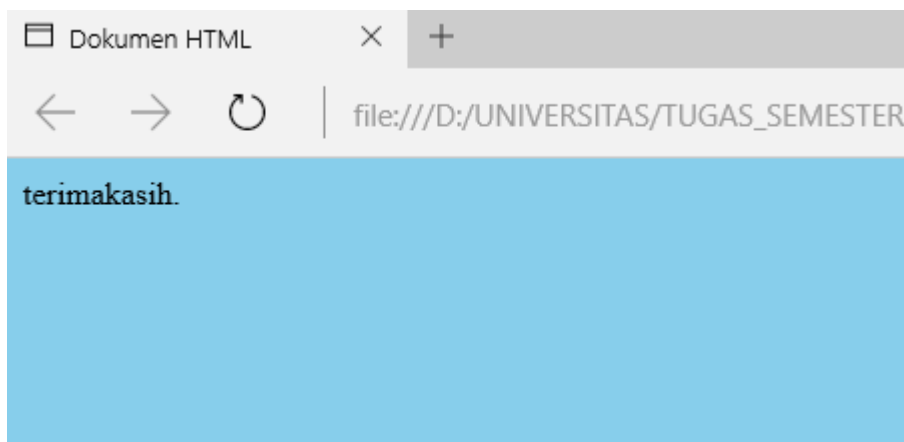 Dokumen HTML
file:///D:/UNIVERSITAS/TUGAS_SEMESTER
terimakasih.